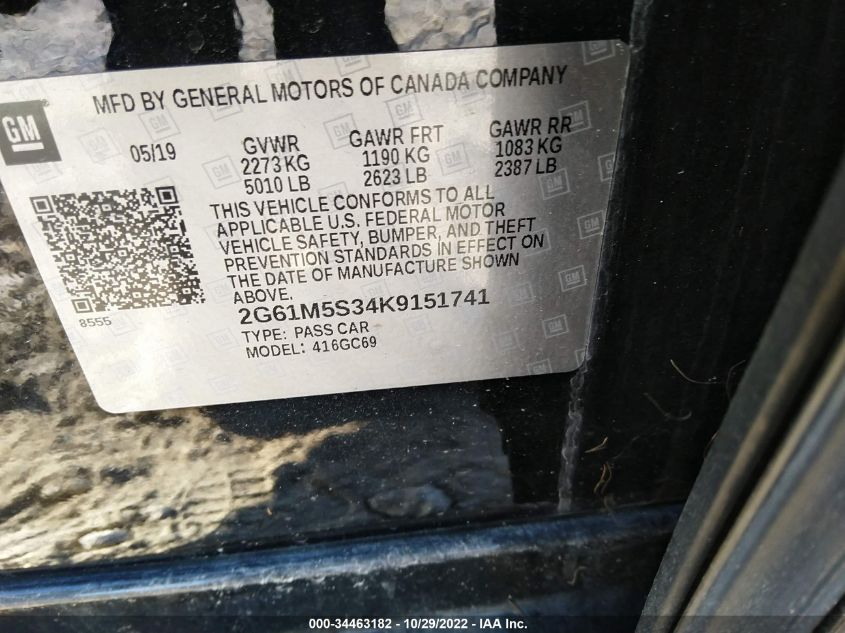 MFD BY GENERAL MOTORS OF CANADA COMPANY
GM
05/19
GVWR
2273 KG
5010 LB
GAWR FRT
1190 KG
2623 LB
GAWR RR
1083 KG
2387 LB
THIS VEHICLE CONFORMS TO ALL
APPLICABLE U.S. FEDERAL MOTOR
VEHICLE SAFETY, BUMPER, AND THEFT
PREVENTION STANDARDS IN EFFECT ON
THE DATE OF MANUFACTURE SHOWN
ABOVE.
8555
2G61M5S34K9151741
TYPE: PASS CAR
MODEL: 416GC69
000-34463182 - 10/29/2022 - IAA Inc.